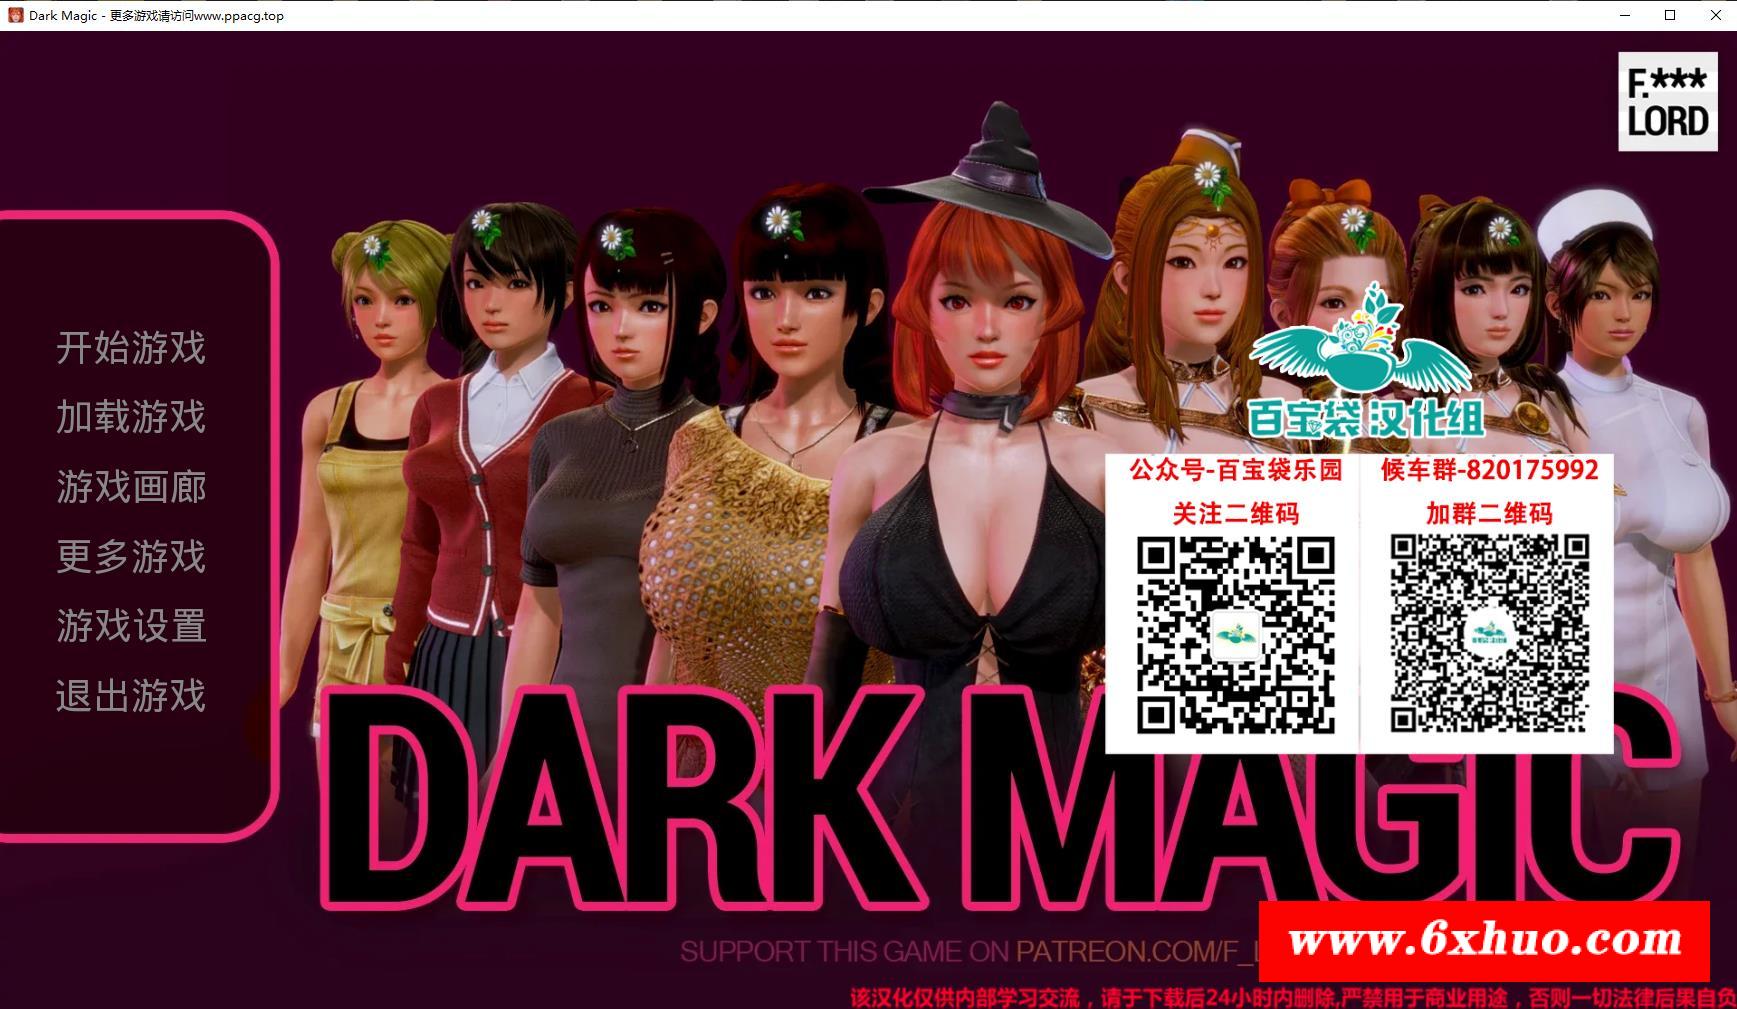 Dark Magic - 更多游戏请访问www.ppacg.top
F.***
LORD
开始游戏
加载游戏
游戏画廊
更多游戏
游戏设置
退出游戏
百宝袋 汉化组
公众号-百宝袋乐园
关注二维码
候车群-820175992
加群二维码
DARK MAGIC
SUPPORT THIS GAME ON PATREON.COM/F_L
www.6xhuo.com
该汉化仅供内部学习交流，请于下载后24小时内删除,严禁用于商业用途，否则一切法律后果自负